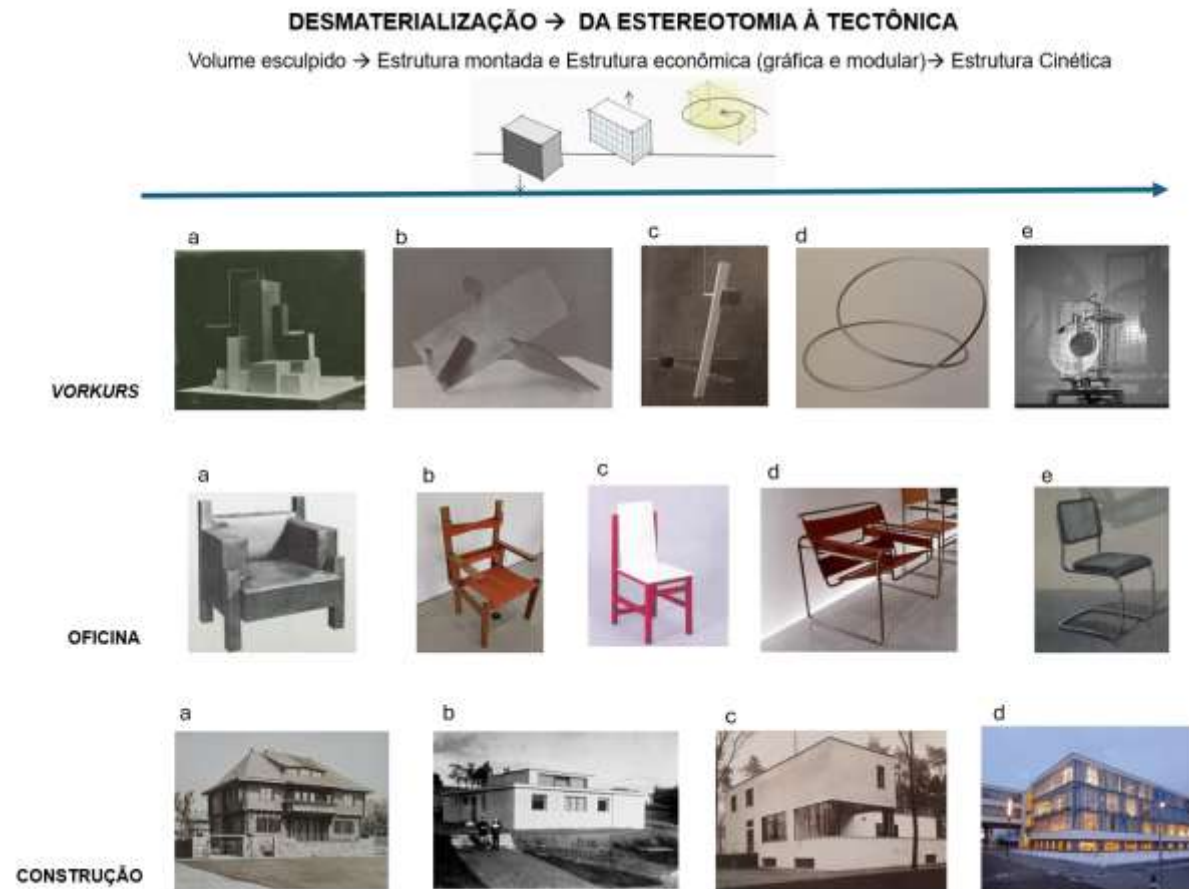 DESMATERIALIZAÇÃO → DA ESTEREOTOMIA À TECTÔNICA
Volume esculpido → Estrutura montada e Estrutura econômica (gráfica e modular)→ Estrutura Cinética
a b c d e
VORKURS
a b c d e
OFICINA
a b c d
CONSTRUÇÃO